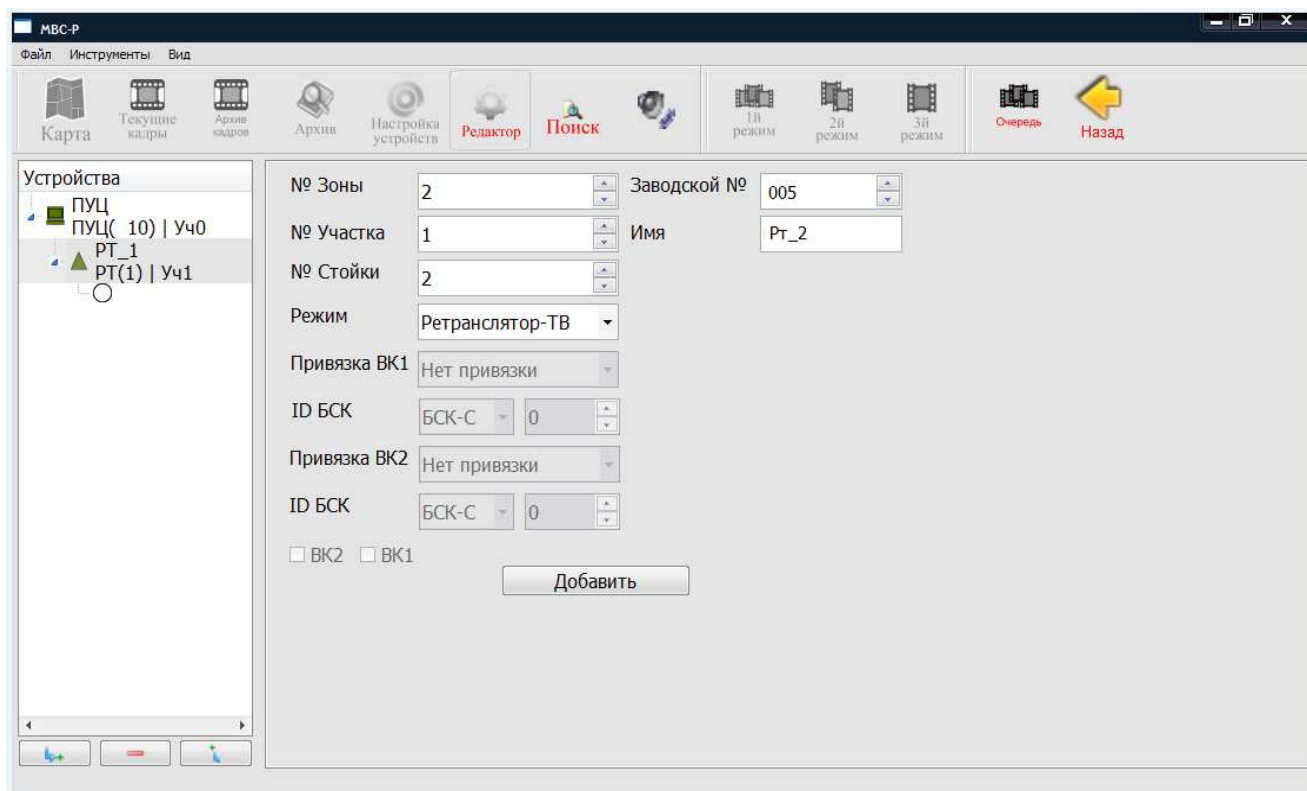 МВС-Р
Файл Инструменты Вид
Карта
Текущие
кадры
Архив
кадров
Архив
Настройка
устройств
Редактор
Поиск
1й
режим
2й
режим
3й
режим
Очередь
Назад
Устройства
ПУЦ
ПУЦ( 10) | Уч0
РТ_1
РТ(1) | Уч1
№ Зоны 2 Заводской № 005
№ Участка 1 Имя Рт_2
№ Стойки 2
Режим Ретранслятор-ТВ
Привязка ВК1 Нет привязки
ID БСК БСК-С 0
Привязка ВК2 Нет привязки
ID БСК БСК-С 0
ВК2 ВК1
Добавить